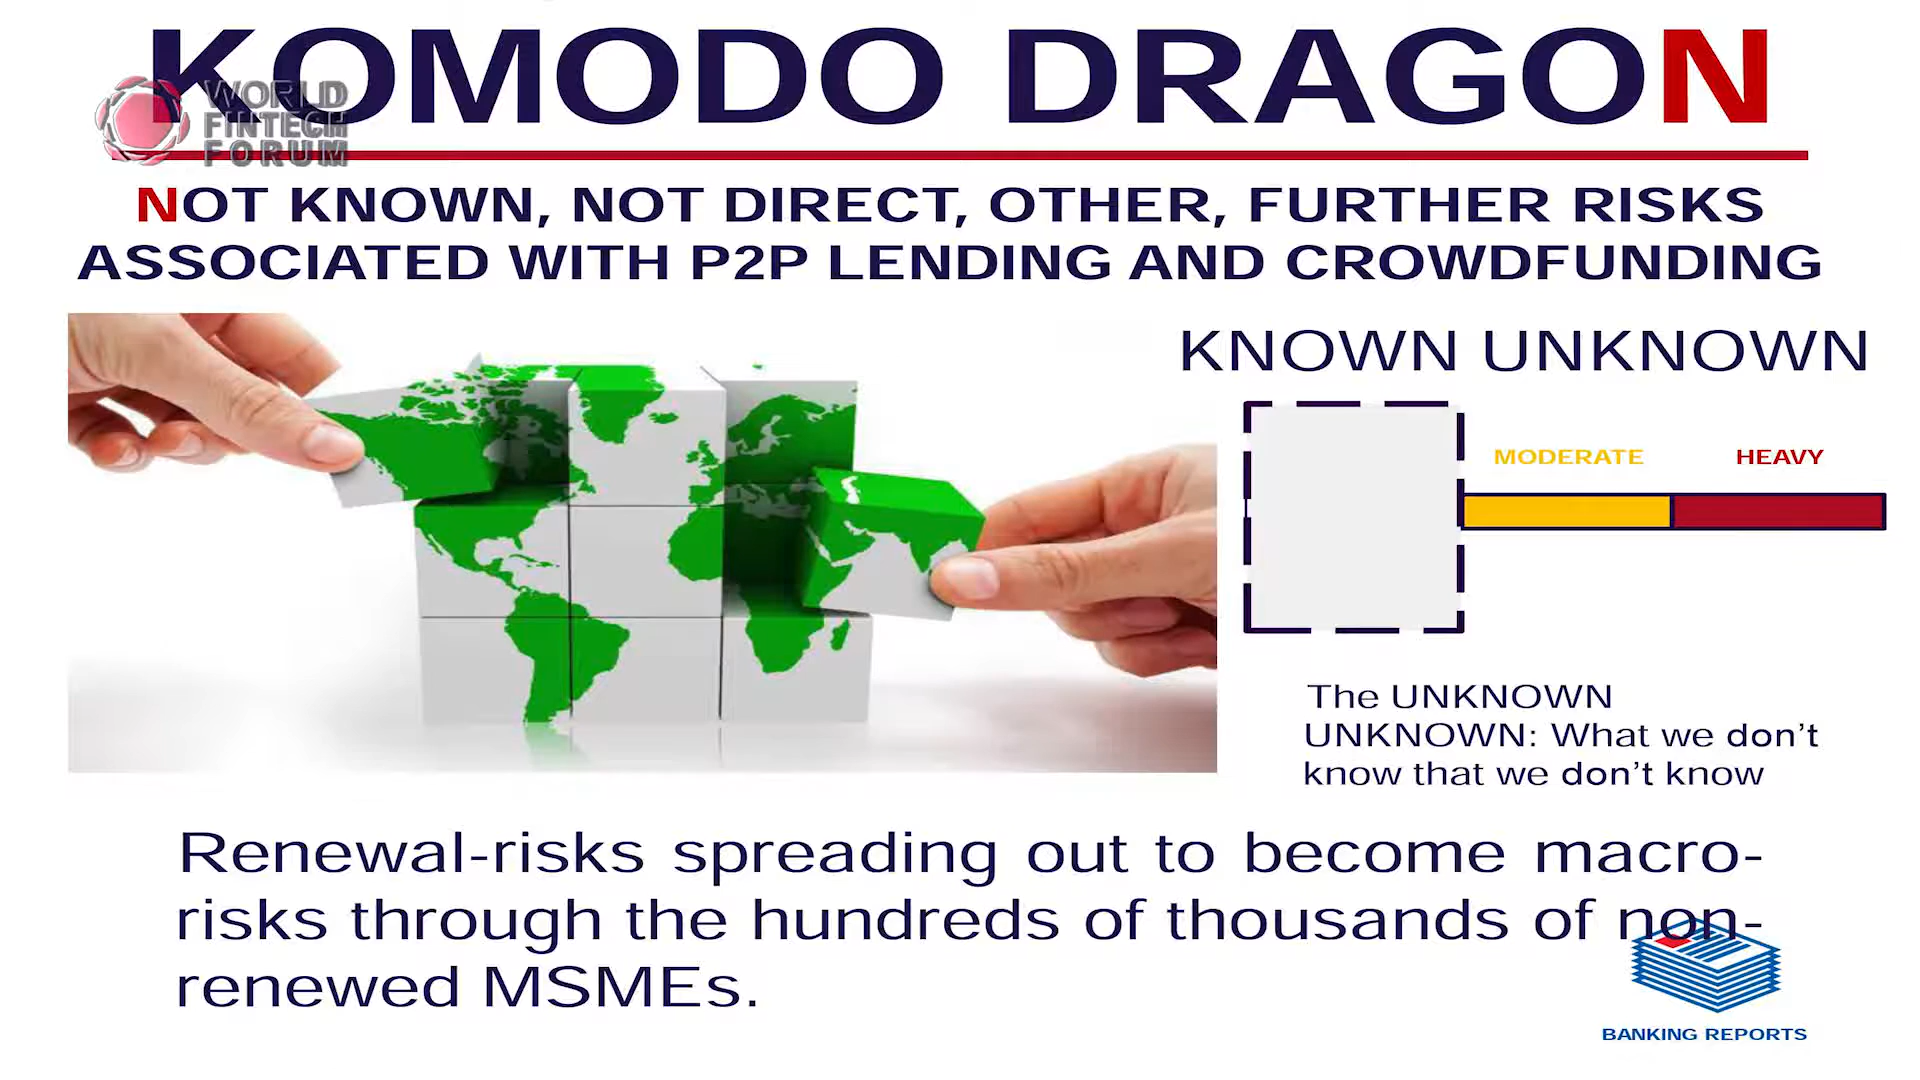 KOMODO DRAGON
WORLD
FINTECH
FORUM
NOT KNOWN, NOT DIRECT, OTHER, FURTHER RISKS
ASSOCIATED WITH P2P LENDING AND CROWDFUNDING
KNOWN UNKNOWN
MODERATE HEAVY
The UNKNOWN
UNKNOWN: What we don’t
know that we don’t know
Renewal-risks spreading out to become macro-
risks through the hundreds of thousands of non-
renewed MSMEs.
BANKING REPORTS